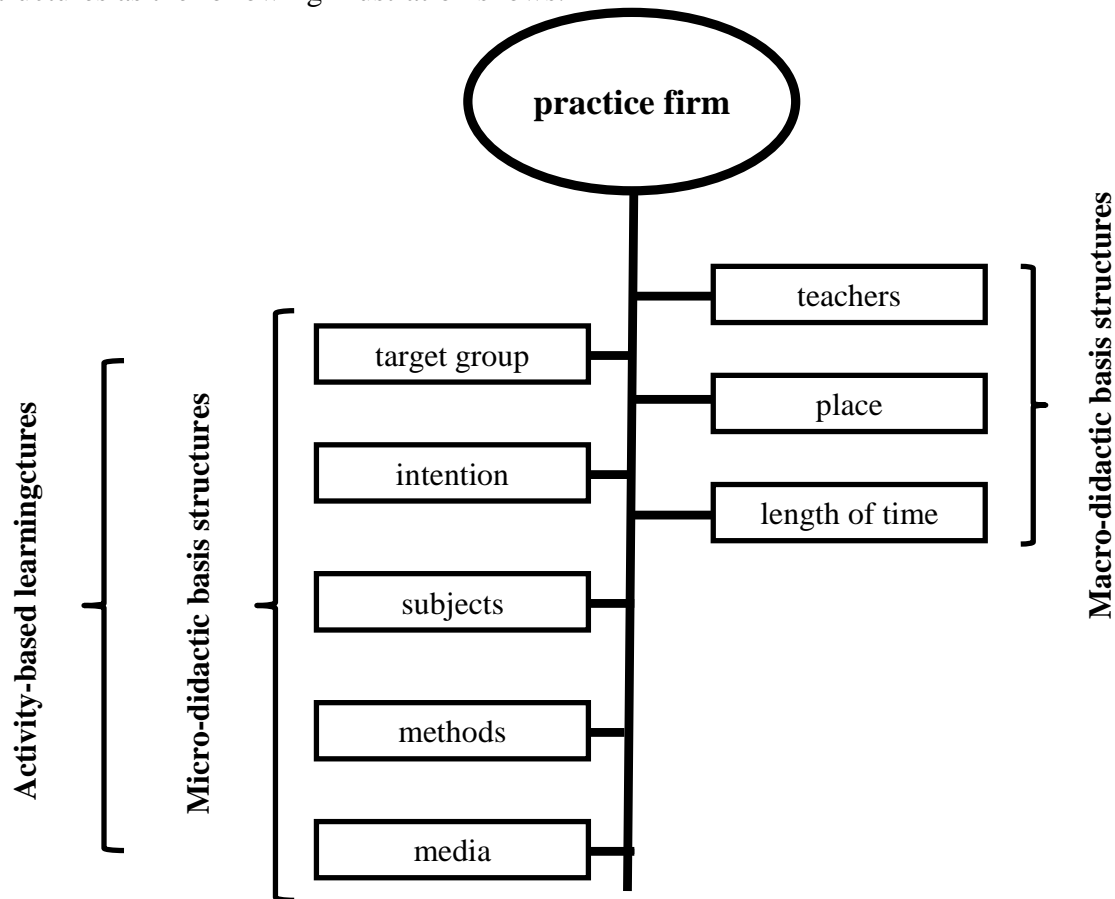 practice firm
teachers
target group
place
intention
length of time
subjects
methods
media
Activity-based learningctures
Micro-didactic basis structures
Macro-didactic basis structures